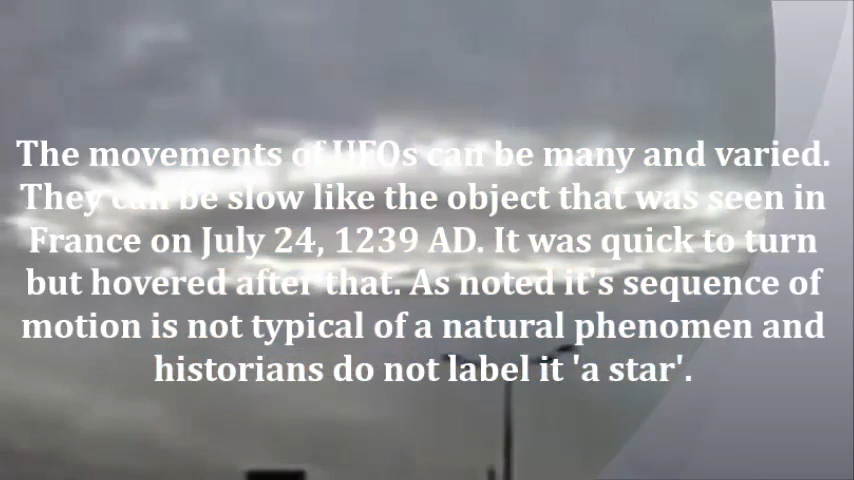 The movements of UFOs can be many and varied.
They can be slow like the object that was seen in
France on July 24, 1239 AD. It was quick to turn
but hovered after that. As noted it's sequence of
motion is not typical of a natural phenomen and
historians do not label it 'a star'.